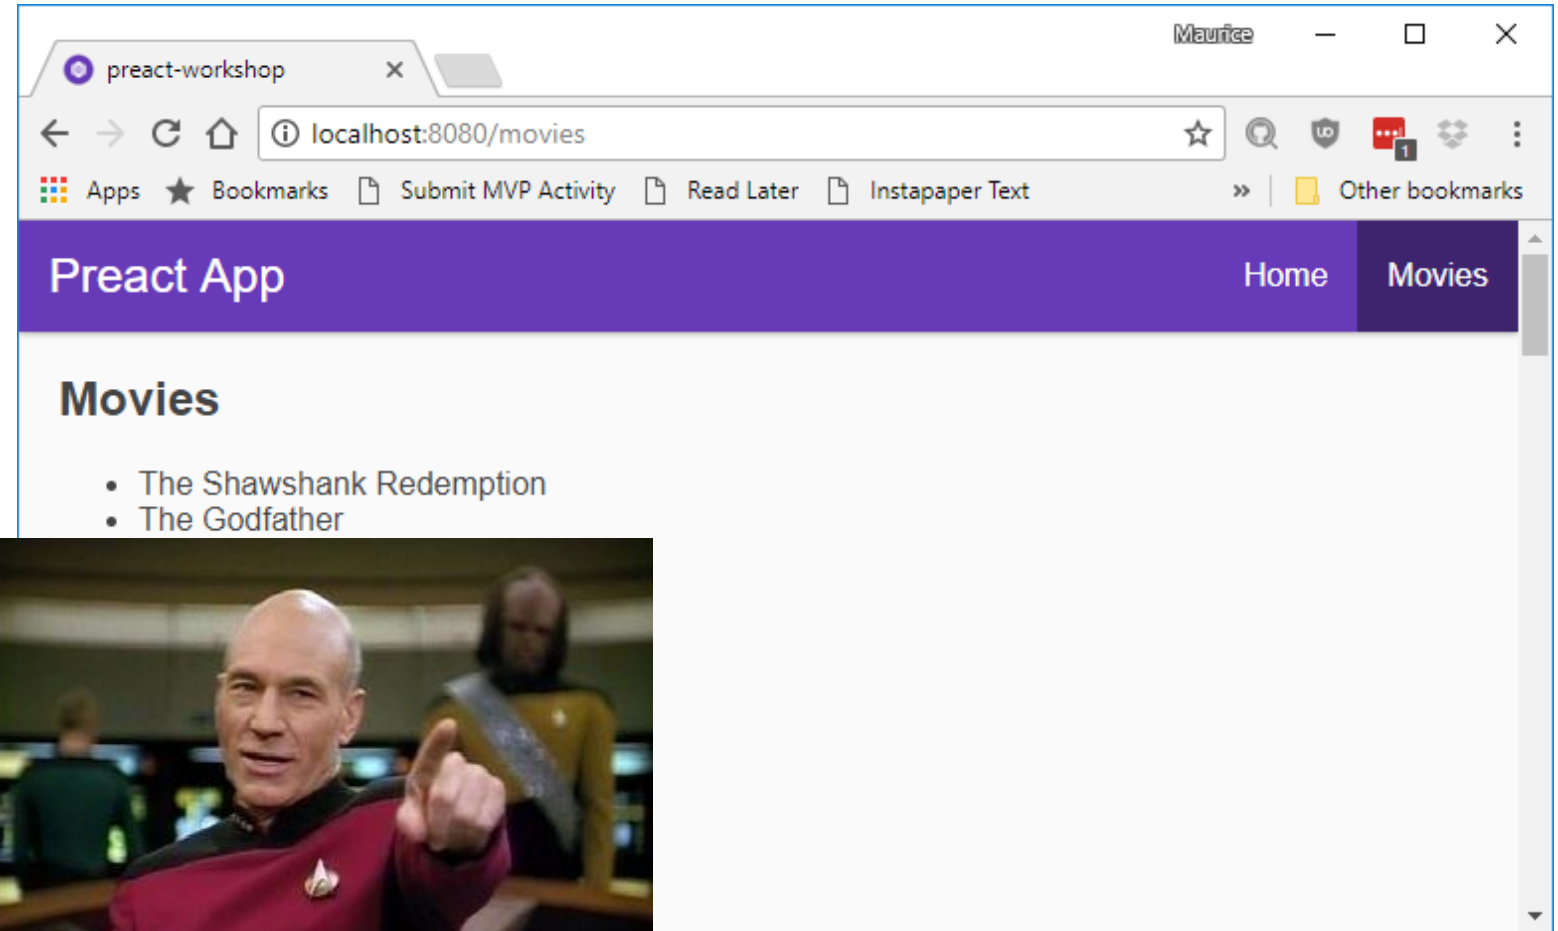 Maurice
preact-workshop
localhost:8080/movies
1
Apps Bookmarks Submit MVP Activity Read Later Instapaper Text » Other bookmarks
Preact App Home Movies
Movies
• The Shawshank Redemption
• The Godfather